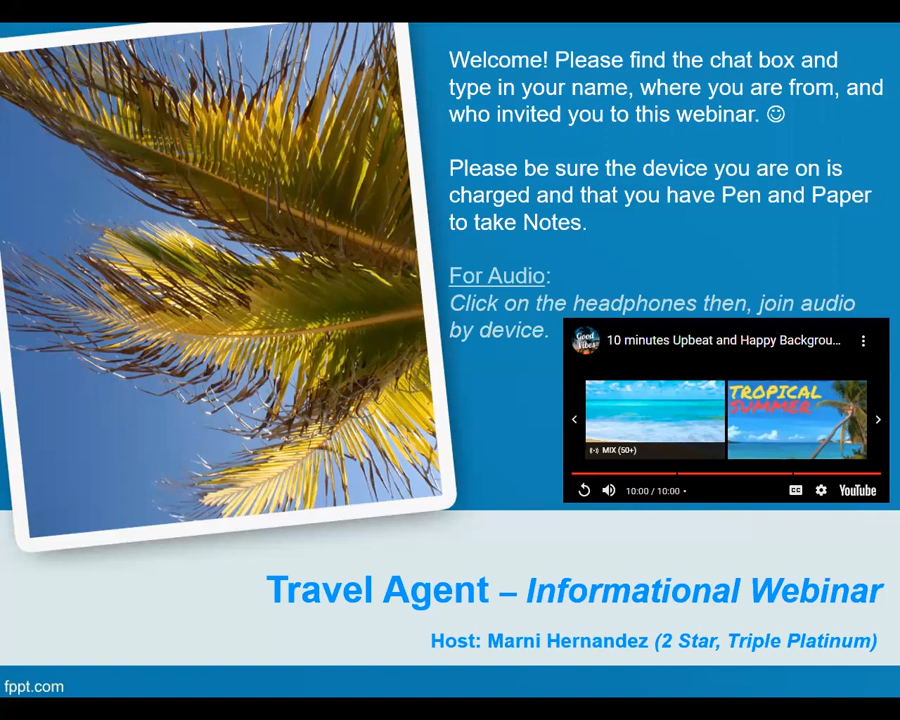 Welcome! Please find the chat box and
type in your name, where you are from, and
who invited you to this webinar. ☺
Please be sure the device you are on is
charged and that you have Pen and Paper
to take Notes.
For Audio:
Click on the headphones then, join audio
by device.
Good
Vibes
10 minutes Upbeat and Happy Backgrou...
TROPICAL
SUMMER
MIX (50+)
10:00 / 10:00
CC
YouTube
Travel Agent – Informational Webinar
Host: Marni Hernandez (2 Star, Triple Platinum)
fppt.com